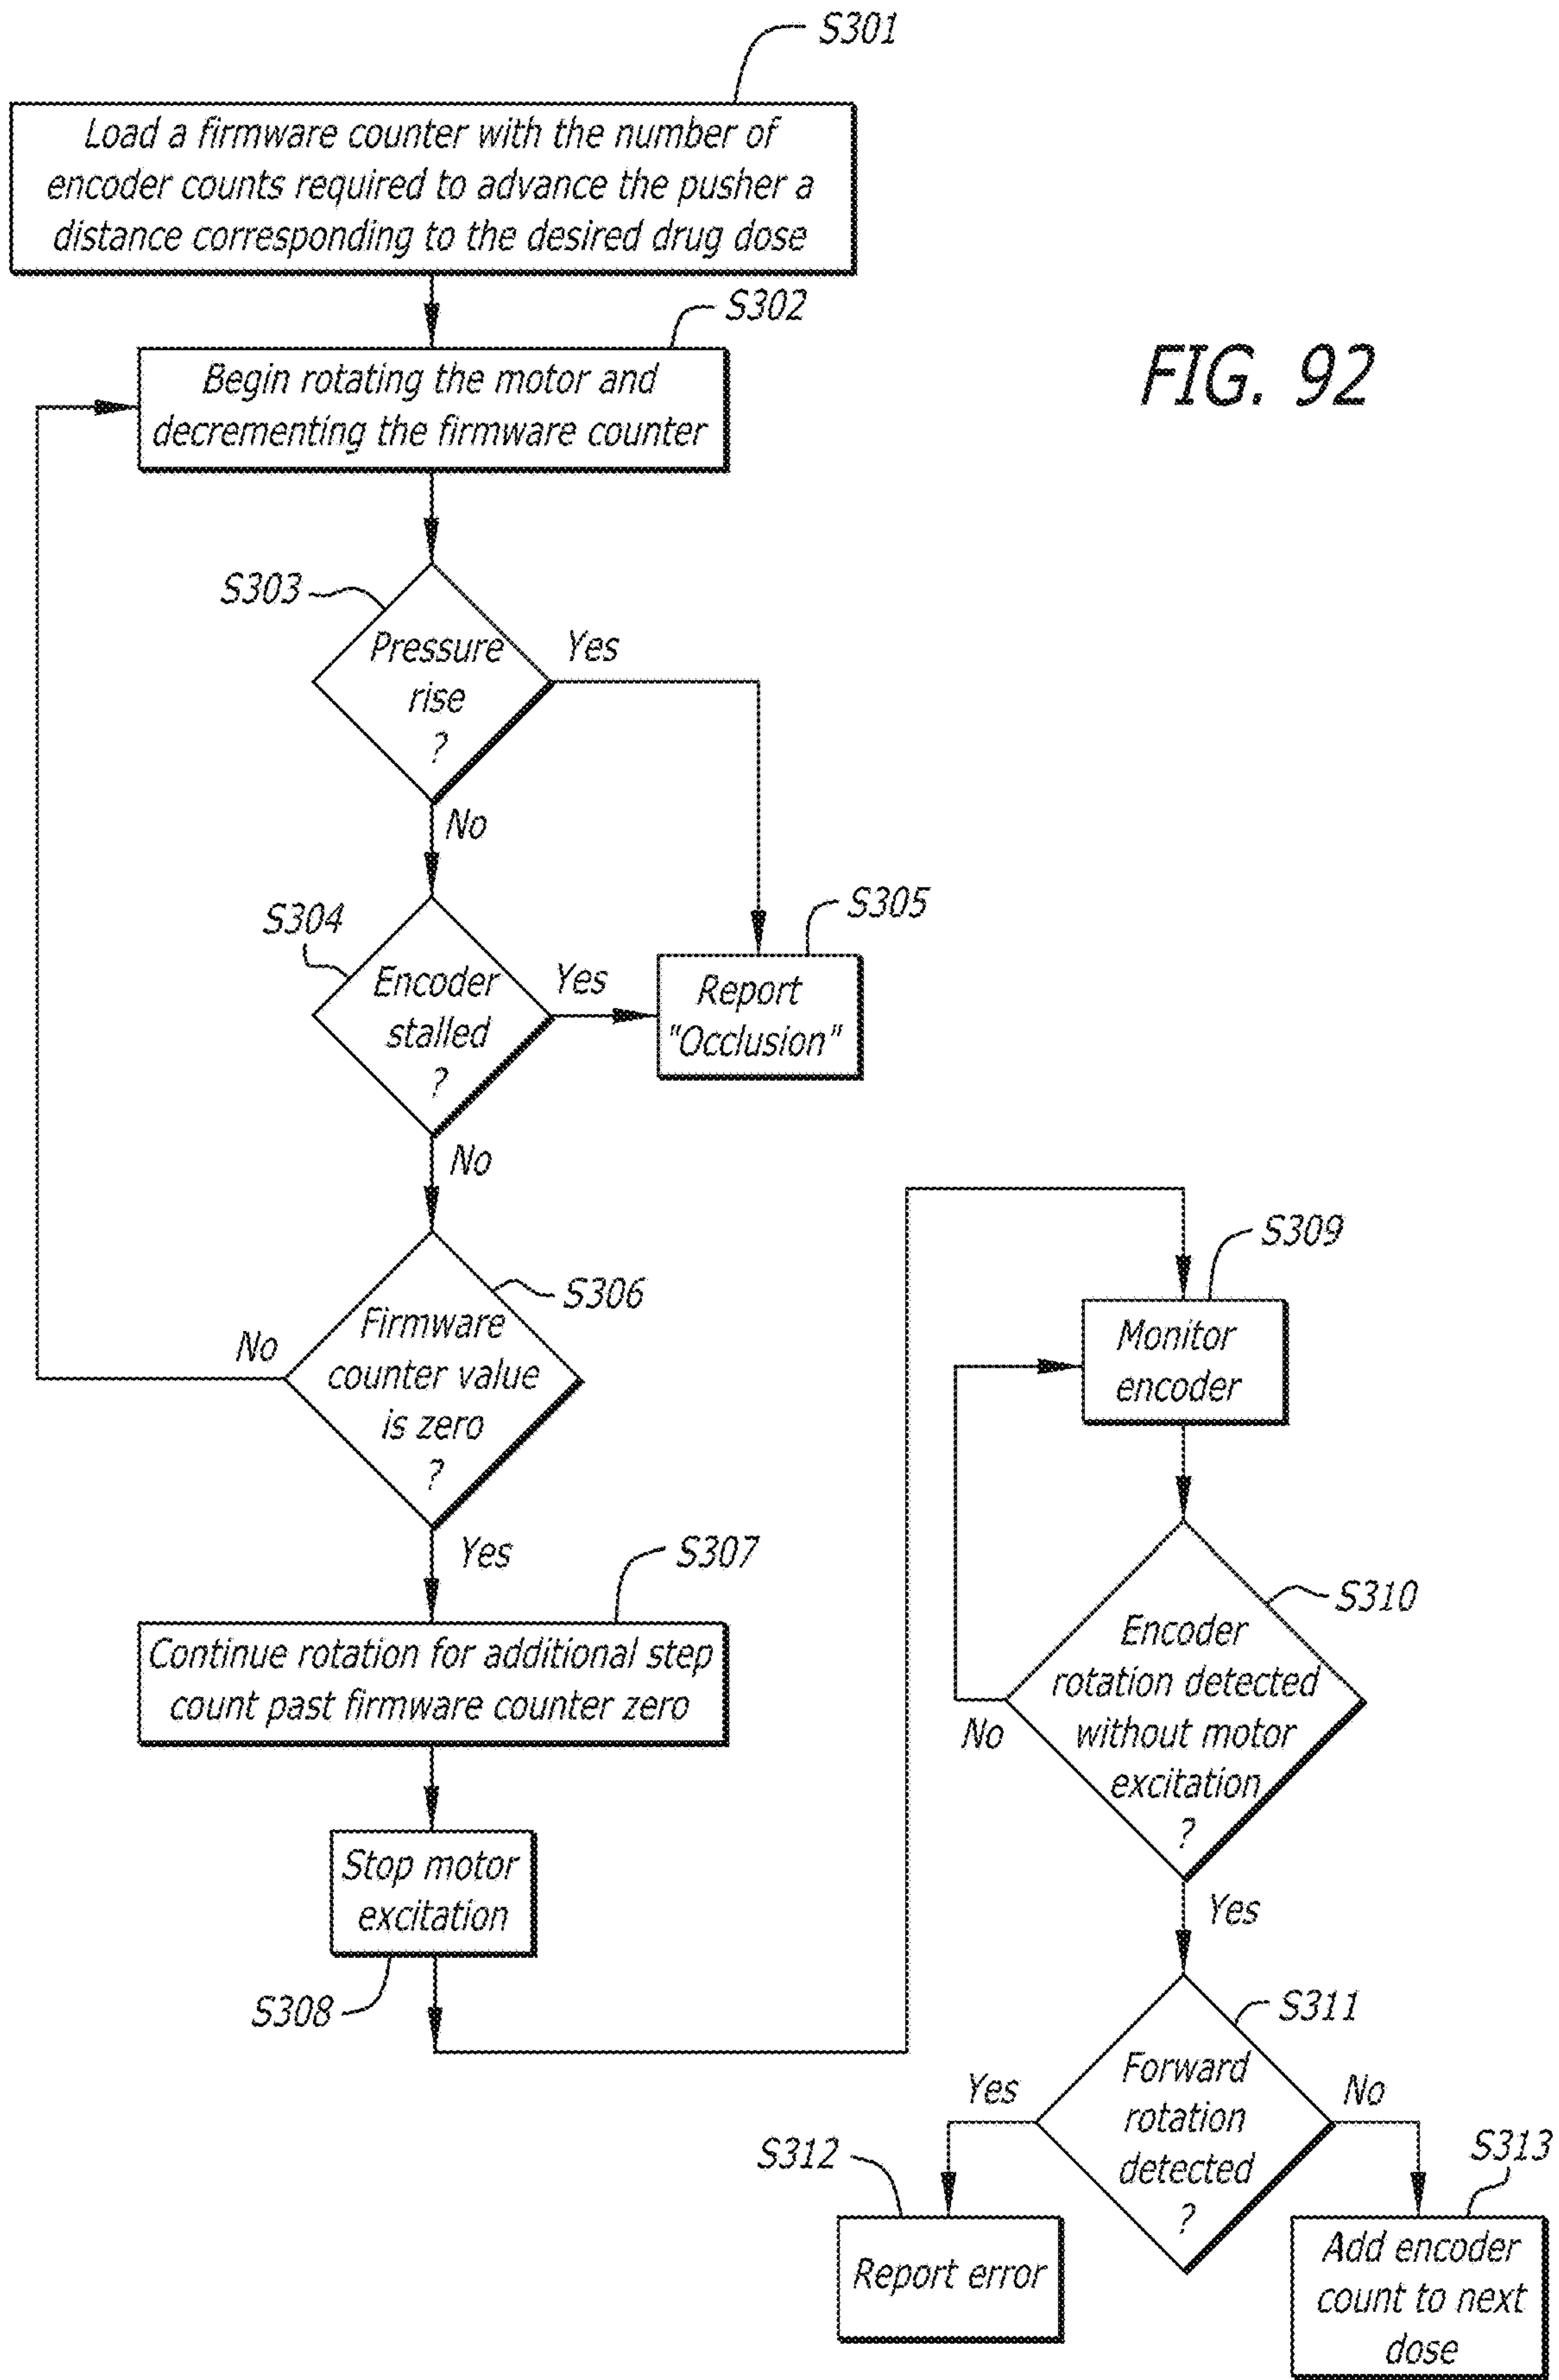 S301
Load a firmware counter with the number of
encoder counts required to advance the pusher a
distance corresponding to the desired drug dose
S302
Begin rotating the motor and
decrementing the firmware counter
FIG. 92
S303
Pressure
rise
?
Yes
No
S304
Encoder
stalled
?
Yes
No
S305
Report
"Occlusion"
S306
Firmware
counter value
is zero
?
No
Yes
S307
Continue rotation for additional step
count past firmware counter zero
Stop motor
excitation
S308
S309
Monitor
encoder
S310
Encoder
rotation detected
without motor
excitation
?
No
Yes
S311
Forward
rotation
detected
?
Yes
No
S312
Report error
S313
Add encoder
count to next
dose